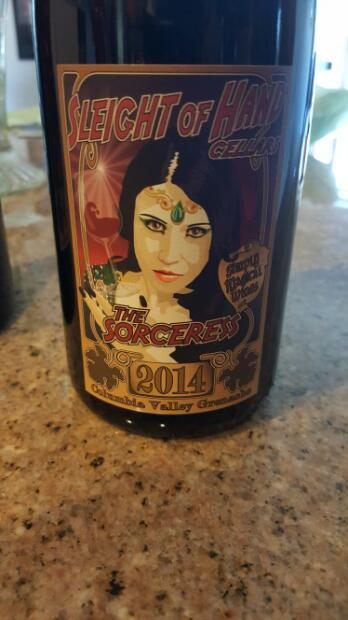 SLEIGHT OF HAND
CELLARS
SIMPLY
MAGICAL
WINES
THE
SORCERESS
2014
Columbia Valley Grenache